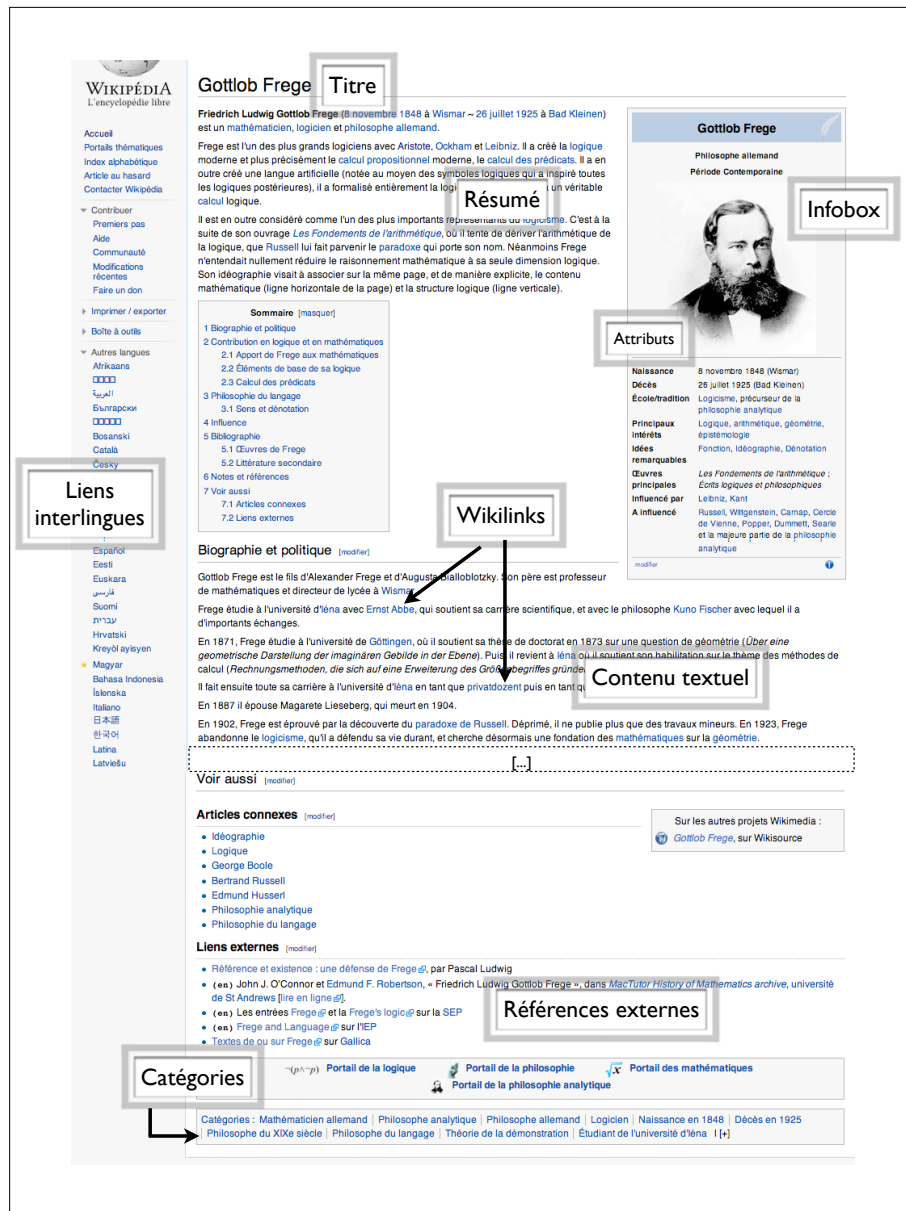 WIKIPÉDIA
L'encyclopédie libre
Accueil
Portails thématiques
Index alphabétique
Article au hasard
Contacter Wikipédia
Contribuer
Premiers pas
Aide
Communauté
Modifications
récentes
Faire un don
Imprimer / exporter
Boîte à outils
Autres langues
Afrikaans
العربية
Български
Bosanski
Català
Česky
Liens
interlingues
Español
Eesti
Euskara
فارسی
Suomi
עברית
Hrvatski
Kreyòl ayisyen
Magyar
Bahasa Indonesia
Íslenska
Italiano
日本語
한국어
Latina
Latviešu
Gottlob Frege
Titre
Friedrich Ludwig Gottlob Frege (8 novembre 1848 à Wismar ~ 26 juillet 1925 à Bad Kleinen)
est un mathématicien, logicien et philosophe allemand.
Frege est l'un des plus grands logiciens avec Aristote, Ockham et Leibniz. Il a créé la logique
moderne et plus précisément le calcul propositionnel moderne, le calcul des prédicats. Il a en
outre créé une langue artificielle (notée au moyen des symboles logiques qui a inspiré toutes
les logiques postérieures), il a formalisé entièrement la un véritable
calcul logique.
Résumé
Il est en outre considéré comme l'un des plus importants représentants du logicisme. C'est à la
suite de son ouvrage Les Fondements de l'arithmétique, où il tente de dériver l'arithmétique de
la logique, que Russell lui fait parvenir le paradoxe qui porte son nom. Néanmoins Frege
n'entendait nullement réduire le raisonnement mathématique à sa seule dimension logique.
Son idéographie visait à associer sur la même page, et de manière explicite, le contenu
mathématique (ligne horizontale de la page) et la structure logique (ligne verticale).
Sommaire [masquer]
1 Biographie et politique
2 Contribution en logique et en mathématiques
2.1 Apport de Frege aux mathématiques
2.2 Éléments de base de sa logique
2.3 Calcul des prédicats
3 Philosophie du langage
3.1 Sens et dénotation
4 Influence
5 Bibliographie
5.1 Œuvres de Frege
5.2 Littérature secondaire
6 Notes et références
7 Voir aussi
7.1 Articles connexes
7.2 Liens externes
Gottlob Frege
Philosophe allemand
Période Contemporaine
Infobox
Attributs
Naissance 8 novembre 1848 (Wismar)
Décès 26 juillet 1925 (Bad Kleinen)
École/tradition Logicisme, précurseur de la
philosophie analytique
Principaux Logique, arithmétique, géométrie,
intérêts épistémologie
Idées Fonction, Idéographie, Dénotation
remarquables
Œuvres Les Fondements de l'arithmétique ;
principales Écrits logiques et philosophiques
Influencé par Leibniz, Kant
A influencé Russell, Wittgenstein, Carnap, Cercle
de Vienne, Popper, Dummett, Searle
et la majeure partie de la philosophie
analytique
modifier
Wikilinks
Biographie et politique [modifier]
Gottlob Frege est le fils d'Alexander Frege et d'Augusta Bialloblotzky. Son père est professeur
de mathématiques et directeur de lycée à Wismar.
Frege étudie à l'université d'Iéna avec Ernst Abbe, qui soutient sa carrière scientifique, et avec le philosophe Kuno Fischer avec lequel il a
d'importants échanges.
En 1871, Frege étudie à l'université de Göttingen, où il soutient sa thèse de doctorat en 1873 sur une question de géométrie (Über eine
geometrische Darstellung der imaginären Gebilde in der Ebene). Puis, il revient à Iéna où il soutient son habilitation sur le thème des méthodes de
calcul (Rechnungsmethoden, die sich auf eine Erweiterung des Größenbegriffes gründen
Il fait ensuite toute sa carrière à l'université d'Iéna en tant que privatdozent puis en tant
Contenu textuel
En 1887 il épouse Magarete Lieseberg, qui meurt en 1904.
En 1902, Frege est éprouvé par la découverte du paradoxe de Russell. Déprimé, il ne publie plus que des travaux mineurs. En 1923, Frege
abandonne le logicisme, qu'il a défendu sa vie durant, et cherche désormais une fondation des mathématiques sur la géométrie.
[...]
Voir aussi [modifier]
Articles connexes [modifier]
Idéographie
Logique
George Boole
Bertrand Russell
Edmund Husserl
Philosophie analytique
Philosophie du langage
Sur les autres projets Wikimedia :
Gottlob Frege, sur Wikisource
Liens externes [modifier]
Référence et existence : une défense de Frege, par Pascal Ludwig
(en) John J. O'Connor et Edmund F. Robertson, « Friedrich Ludwig Gottlob Frege », dans MacTutor History of Mathematics archive, université
de St Andrews [lire en ligne].
(en) Les entrées Frege et la Frege's logic sur la SEP
(en) Frege and Language sur l'IEP
Textes de ou sur Frege sur Gallica
Références externes
Catégories
¬(p∧¬p) Portail de la logique Portail de la philosophie √x Portail des mathématiques
Portail de la philosophie analytique
Catégories : Mathématicien allemand | Philosophe analytique | Philosophe allemand | Logicien | Naissance en 1848 | Décès en 1925
| Philosophe du XIXe siècle | Philosophe du langage | Théorie de la démonstration | Étudiant de l'université d'Iéna | [+]